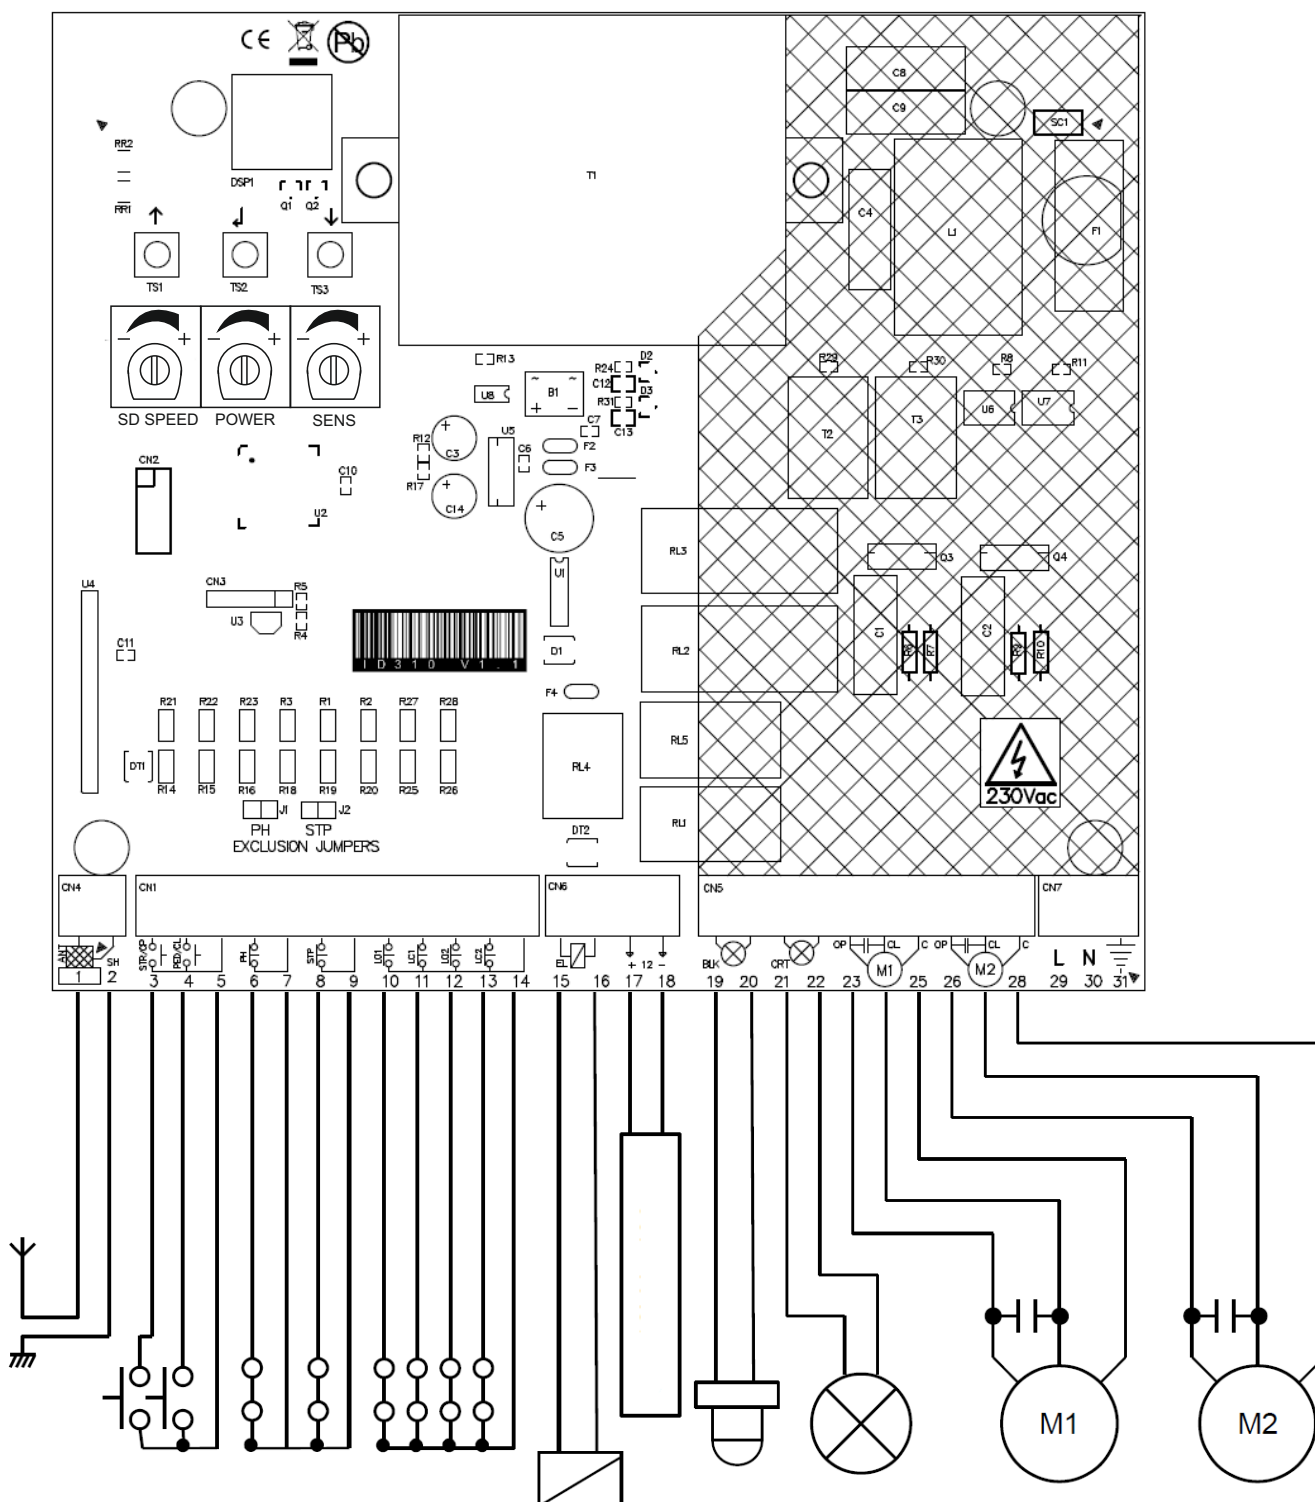 CE Pb
C8
C9
SC1
RR2
DSP1
T1
Q1 Q2
RR1
C4
L1
F1
TS1 TS2 TS3
- + - + - +
SD SPEED POWER SENS
R13
R24 D2
C12
R31 D3
C13
U8
B1
~ ~
+ -
R29 R30 R8 R11
T2 T3 U6 U7
CN2
R12
C3
U5
C6
C7
F2
F3
R17
C14
C10
U2
C5
RL3
Q3 Q4
U4
CN3
R5
U3
R4
U1
C11
ID310 V1.1
D1
RL2
C1 R6 R7 C2 R9 R10
F4
R21 R22 R23 R3 R1 R2 R27 R28
DT1
RL4
RL5
R14 R15 R16 R18 R19 R20 R25 R26
J1 J2
PH STP
EXCLUSION JUMPERS
230Vac
DT2
RL1
CN4 CN1 CN6 CN5 CN7
ANT SH STR/OP PED/CL PH STP LO1 LC1 LO2 LC2 EL + 12 - BLK CRT OP CL C OP CL C L N
M1 M2
1 2 3 4 5 6 7 8 9 10 11 12 13 14 15 16 17 18 19 20 21 22 23 25 26 28 29 30 31
M1 M2